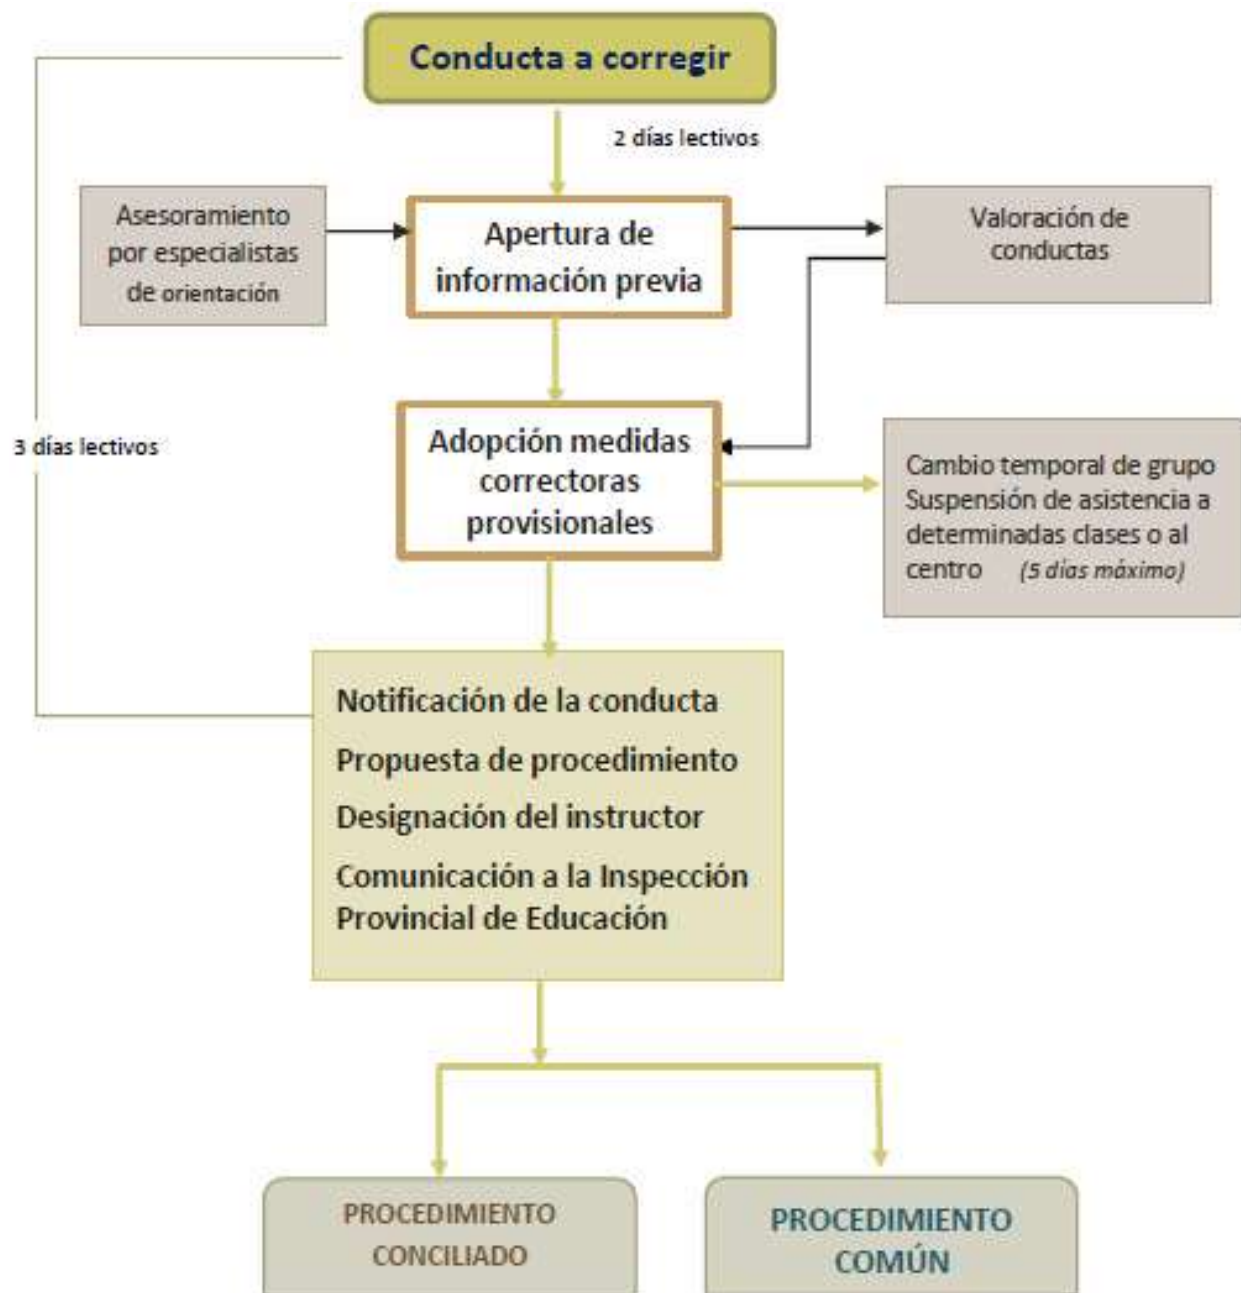 Conducta a corregir
2 días lectivos
Asesoramiento
por especialistas
de orientación
Apertura de
información previa
Valoración de
conductas
3 días lectivos
Adopción medidas
correctoras
provisionales
Cambio temporal de grupo
Suspensión de asistencia a
determinadas clases o al
centro (5 días máximo)
Notificación de la conducta
Propuesta de procedimiento
Designación del instructor
Comunicación a la Inspección
Provincial de Educación
PROCEDIMIENTO
CONCILIADO
PROCEDIMIENTO
COMÚN